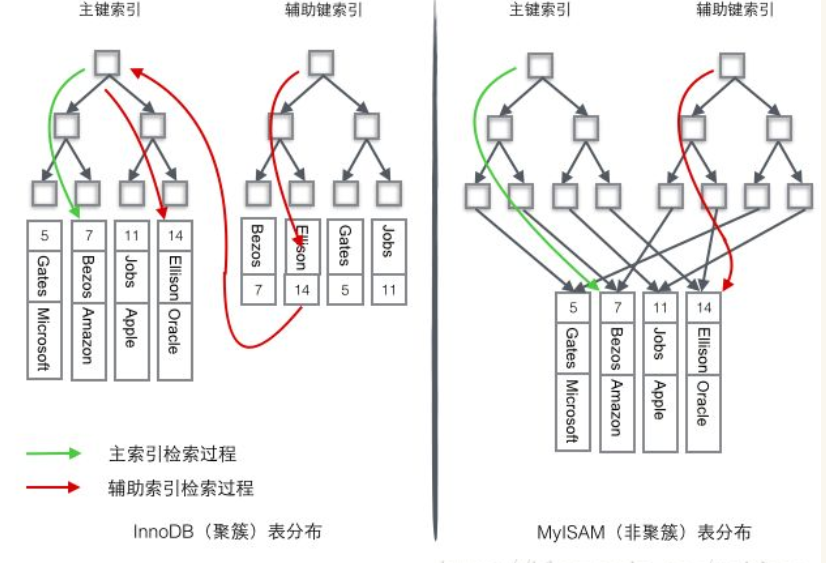 主键索引
辅助键索引
5
Gates
Microsoft
7
Bezos
Amazon
11
Jobs
Apple
14
Ellison
Oracle
Bezos
7
Ellison
14
Gates
5
Jobs
11
主索引检索过程
辅助索引检索过程
InnoDB（聚簇）表分布
主键索引
辅助键索引
5
Gates
Microsoft
7
Bezos
Amazon
11
Jobs
Apple
14
Ellison
Oracle
MyISAM（非聚簇）表分布